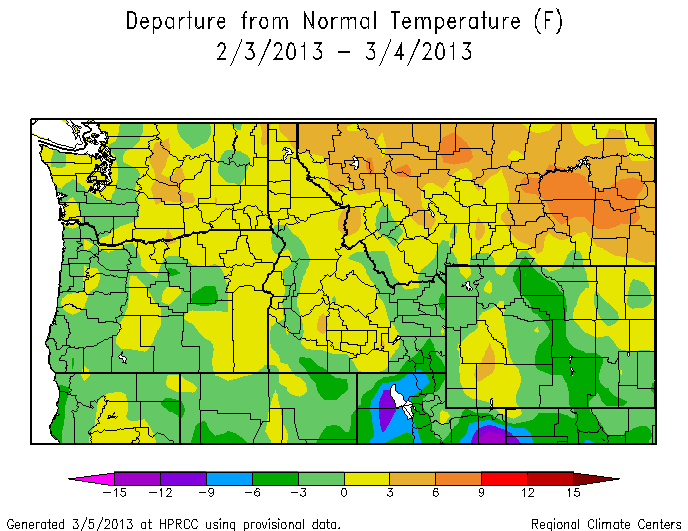 Departure from Normal Temperature (F)
2/3/2013 – 3/4/2013
-15 -12 -9 -6 -3 0 3 6 9 12 15
Generated 3/5/2013 at HPRCC using provisional data. Regional Climate Centers